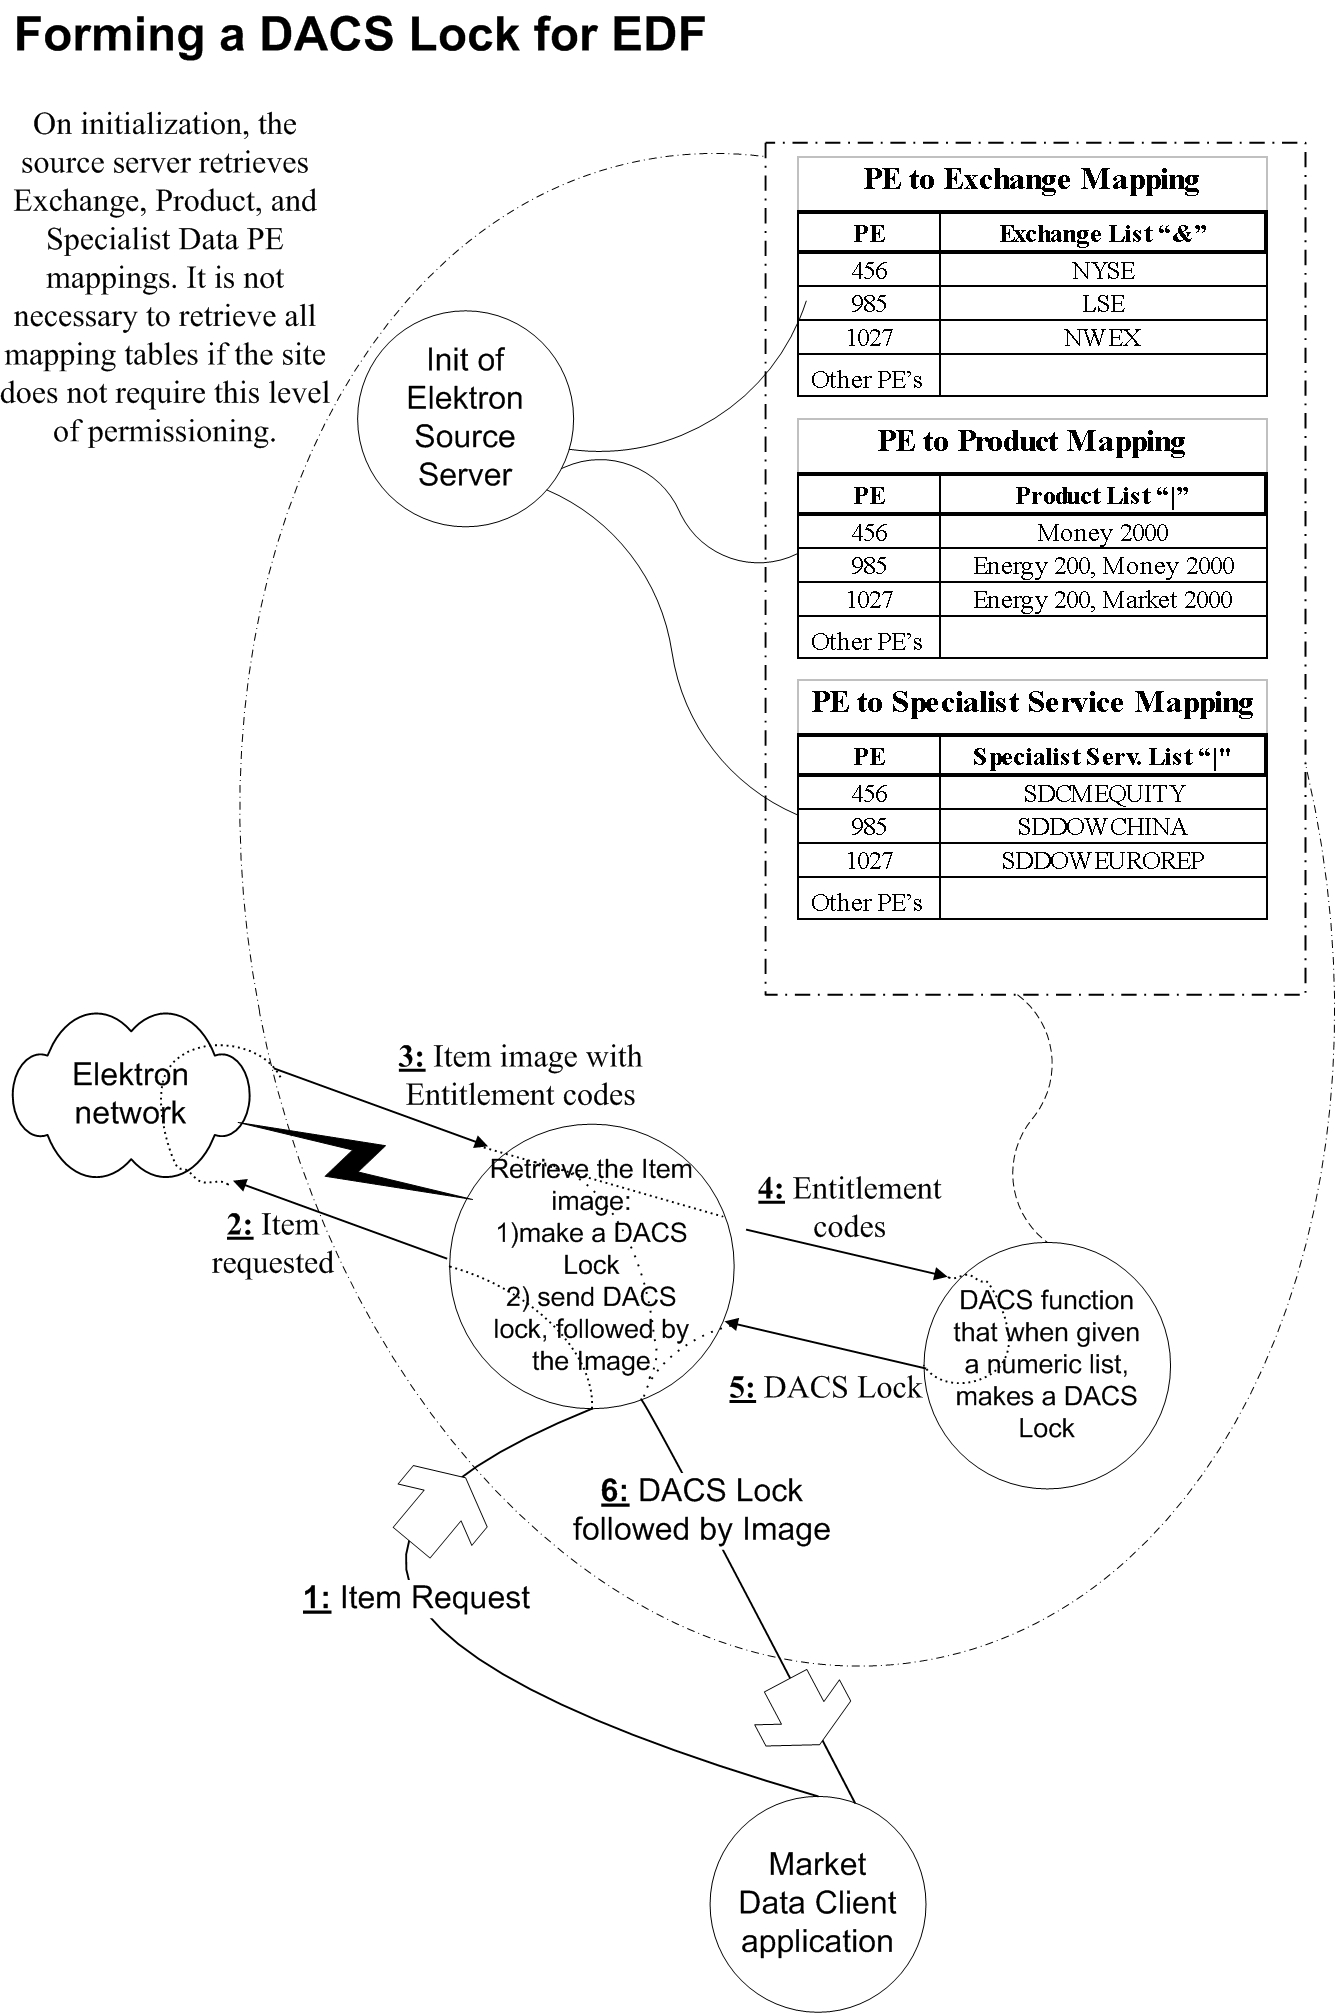 Forming a DACS Lock for EDF
On initialization, the
source server retrieves
Exchange, Product, and
Specialist Data PE
mappings. It is not
necessary to retrieve all
mapping tables if the site
does not require this level
of permissioning.
Init of
Elektron
Source
Server
PE to Exchange Mapping
PE Exchange List “&”
456 NYSE
985 LSE
1027 NWEX
Other PE’s
PE to Product Mapping
PE Product List “|”
456 Money 2000
985 Energy 200, Money 2000
1027 Energy 200, Market 2000
Other PE’s
PE to Specialist Service Mapping
PE Specialist Serv. List “|"
456 SDCMEQUITY
985 SDDOWCHINA
1027 SDDOWEUROREP
Other PE’s
Elektron
network
3: Item image with
Entitlement codes
2: Item
requested
Retrieve the Item
image:
1)make a DACS
Lock
2) send DACS
lock, followed by
the Image
4: Entitlement
codes
5: DACS Lock
DACS function
that when given
a numeric list,
makes a DACS
Lock
6: DACS Lock
followed by Image
1: Item Request
Market
Data Client
application